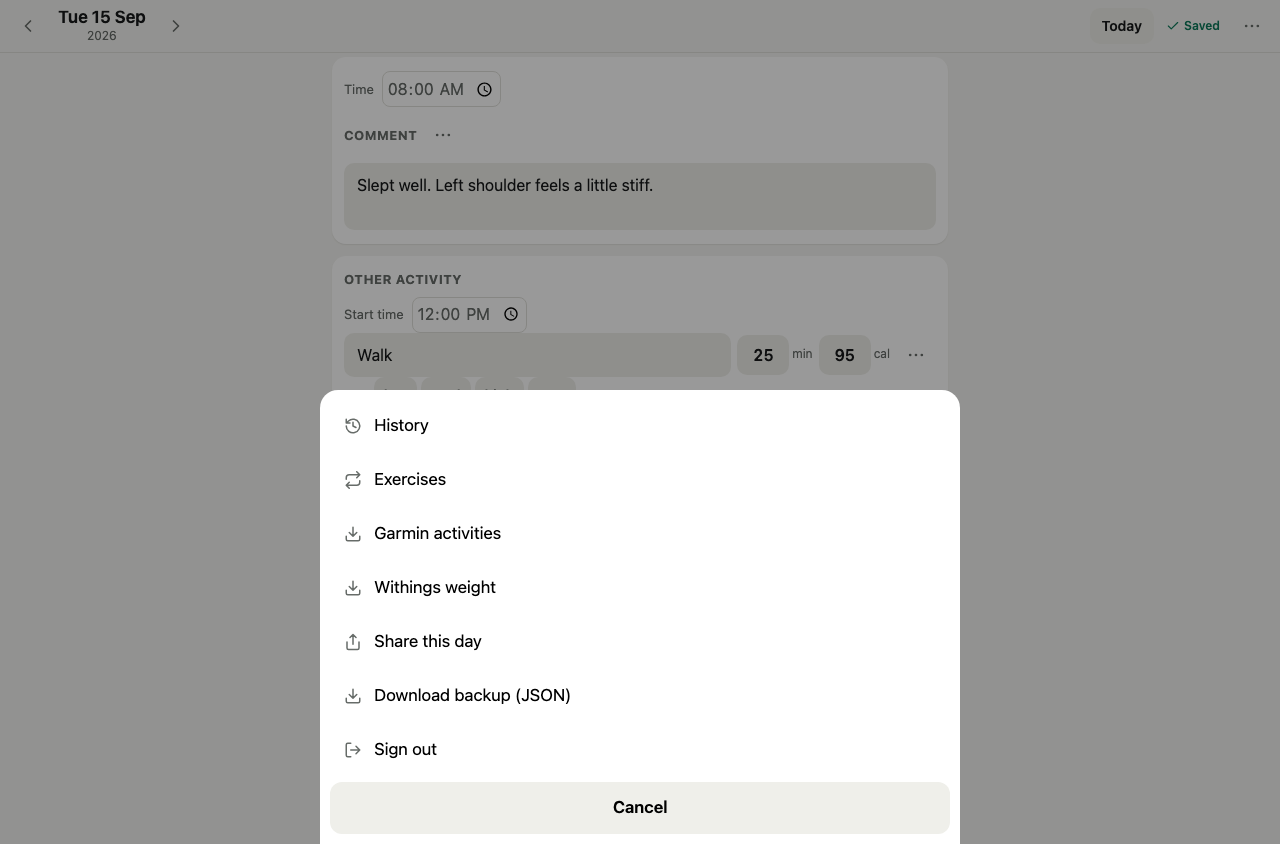 Tue 15 Sep
2026
Today
Saved
Time 08:00 AM
COMMENT
Slept well. Left shoulder feels a little stiff.
OTHER ACTIVITY
Start time 12:00 PM
Walk 25 min 95 cal
History
Exercises
Garmin activities
Withings weight
Share this day
Download backup (JSON)
Sign out
Cancel